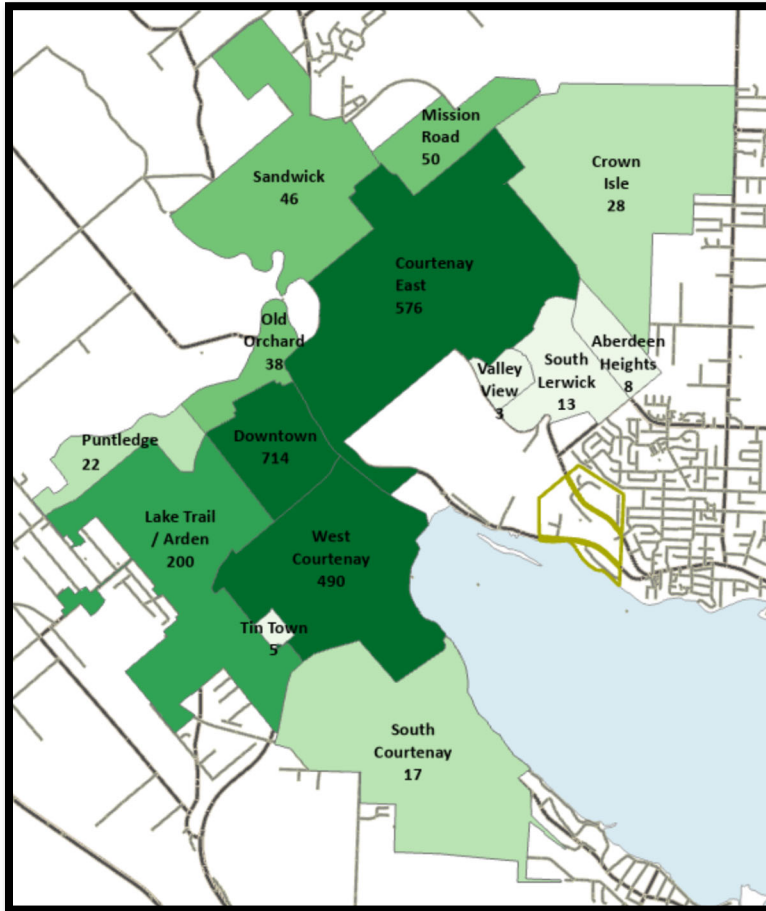 Mission
Road
50
Sandwick
46
Crown
Isle
28
Courtenay
East
576
Old
Orchard
38
Aberdeen
Heights
8
Valley
View
3
South
Lerwick
13
Puntledge
22
Downtown
714
Lake Trail
/ Arden
200
West
Courtenay
490
Tin Town
5
South
Courtenay
17